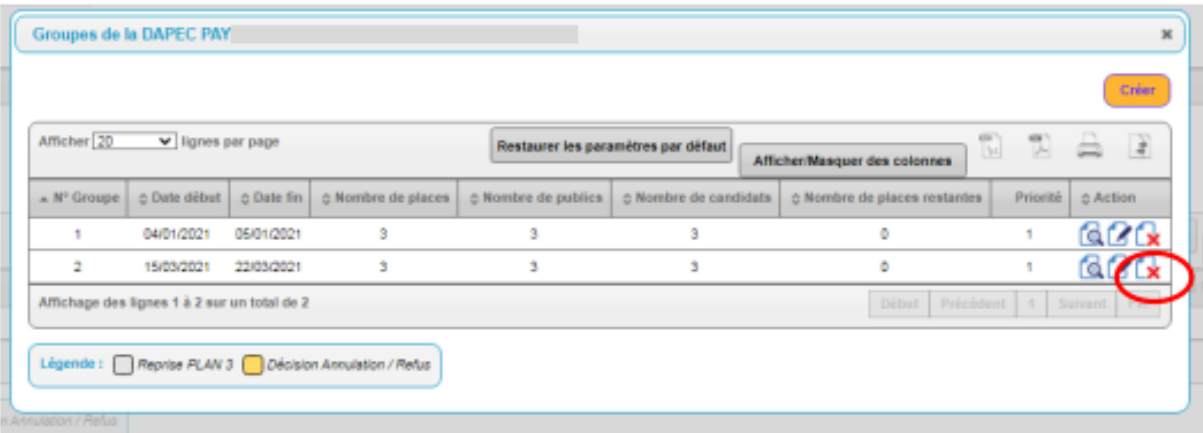 Groupes de la DAPEC PAY
Créer
Afficher 20 lignes par page
Restaurer les paramètres par défaut
Afficher/Masquer des colonnes
N° Groupe Date début Date fin Nombre de places Nombre de publics Nombre de candidats Nombre de places restantes Priorité Action
1 04/01/2021 05/01/2021 3 3 3 0 1
2 15/03/2021 22/03/2021 3 3 3 0 1
Affichage des lignes 1 à 2 sur un total de 2
Début Précédent 1 Suivant
Légende : Reprise PLAN 3 Décision Annulation / Refus
n Annulation / Refus